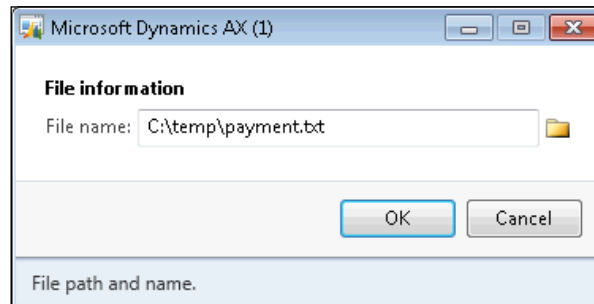 Microsoft Dynamics AX (1)
File information
File name: C:\temp\payment.txt
OK Cancel
File path and name.